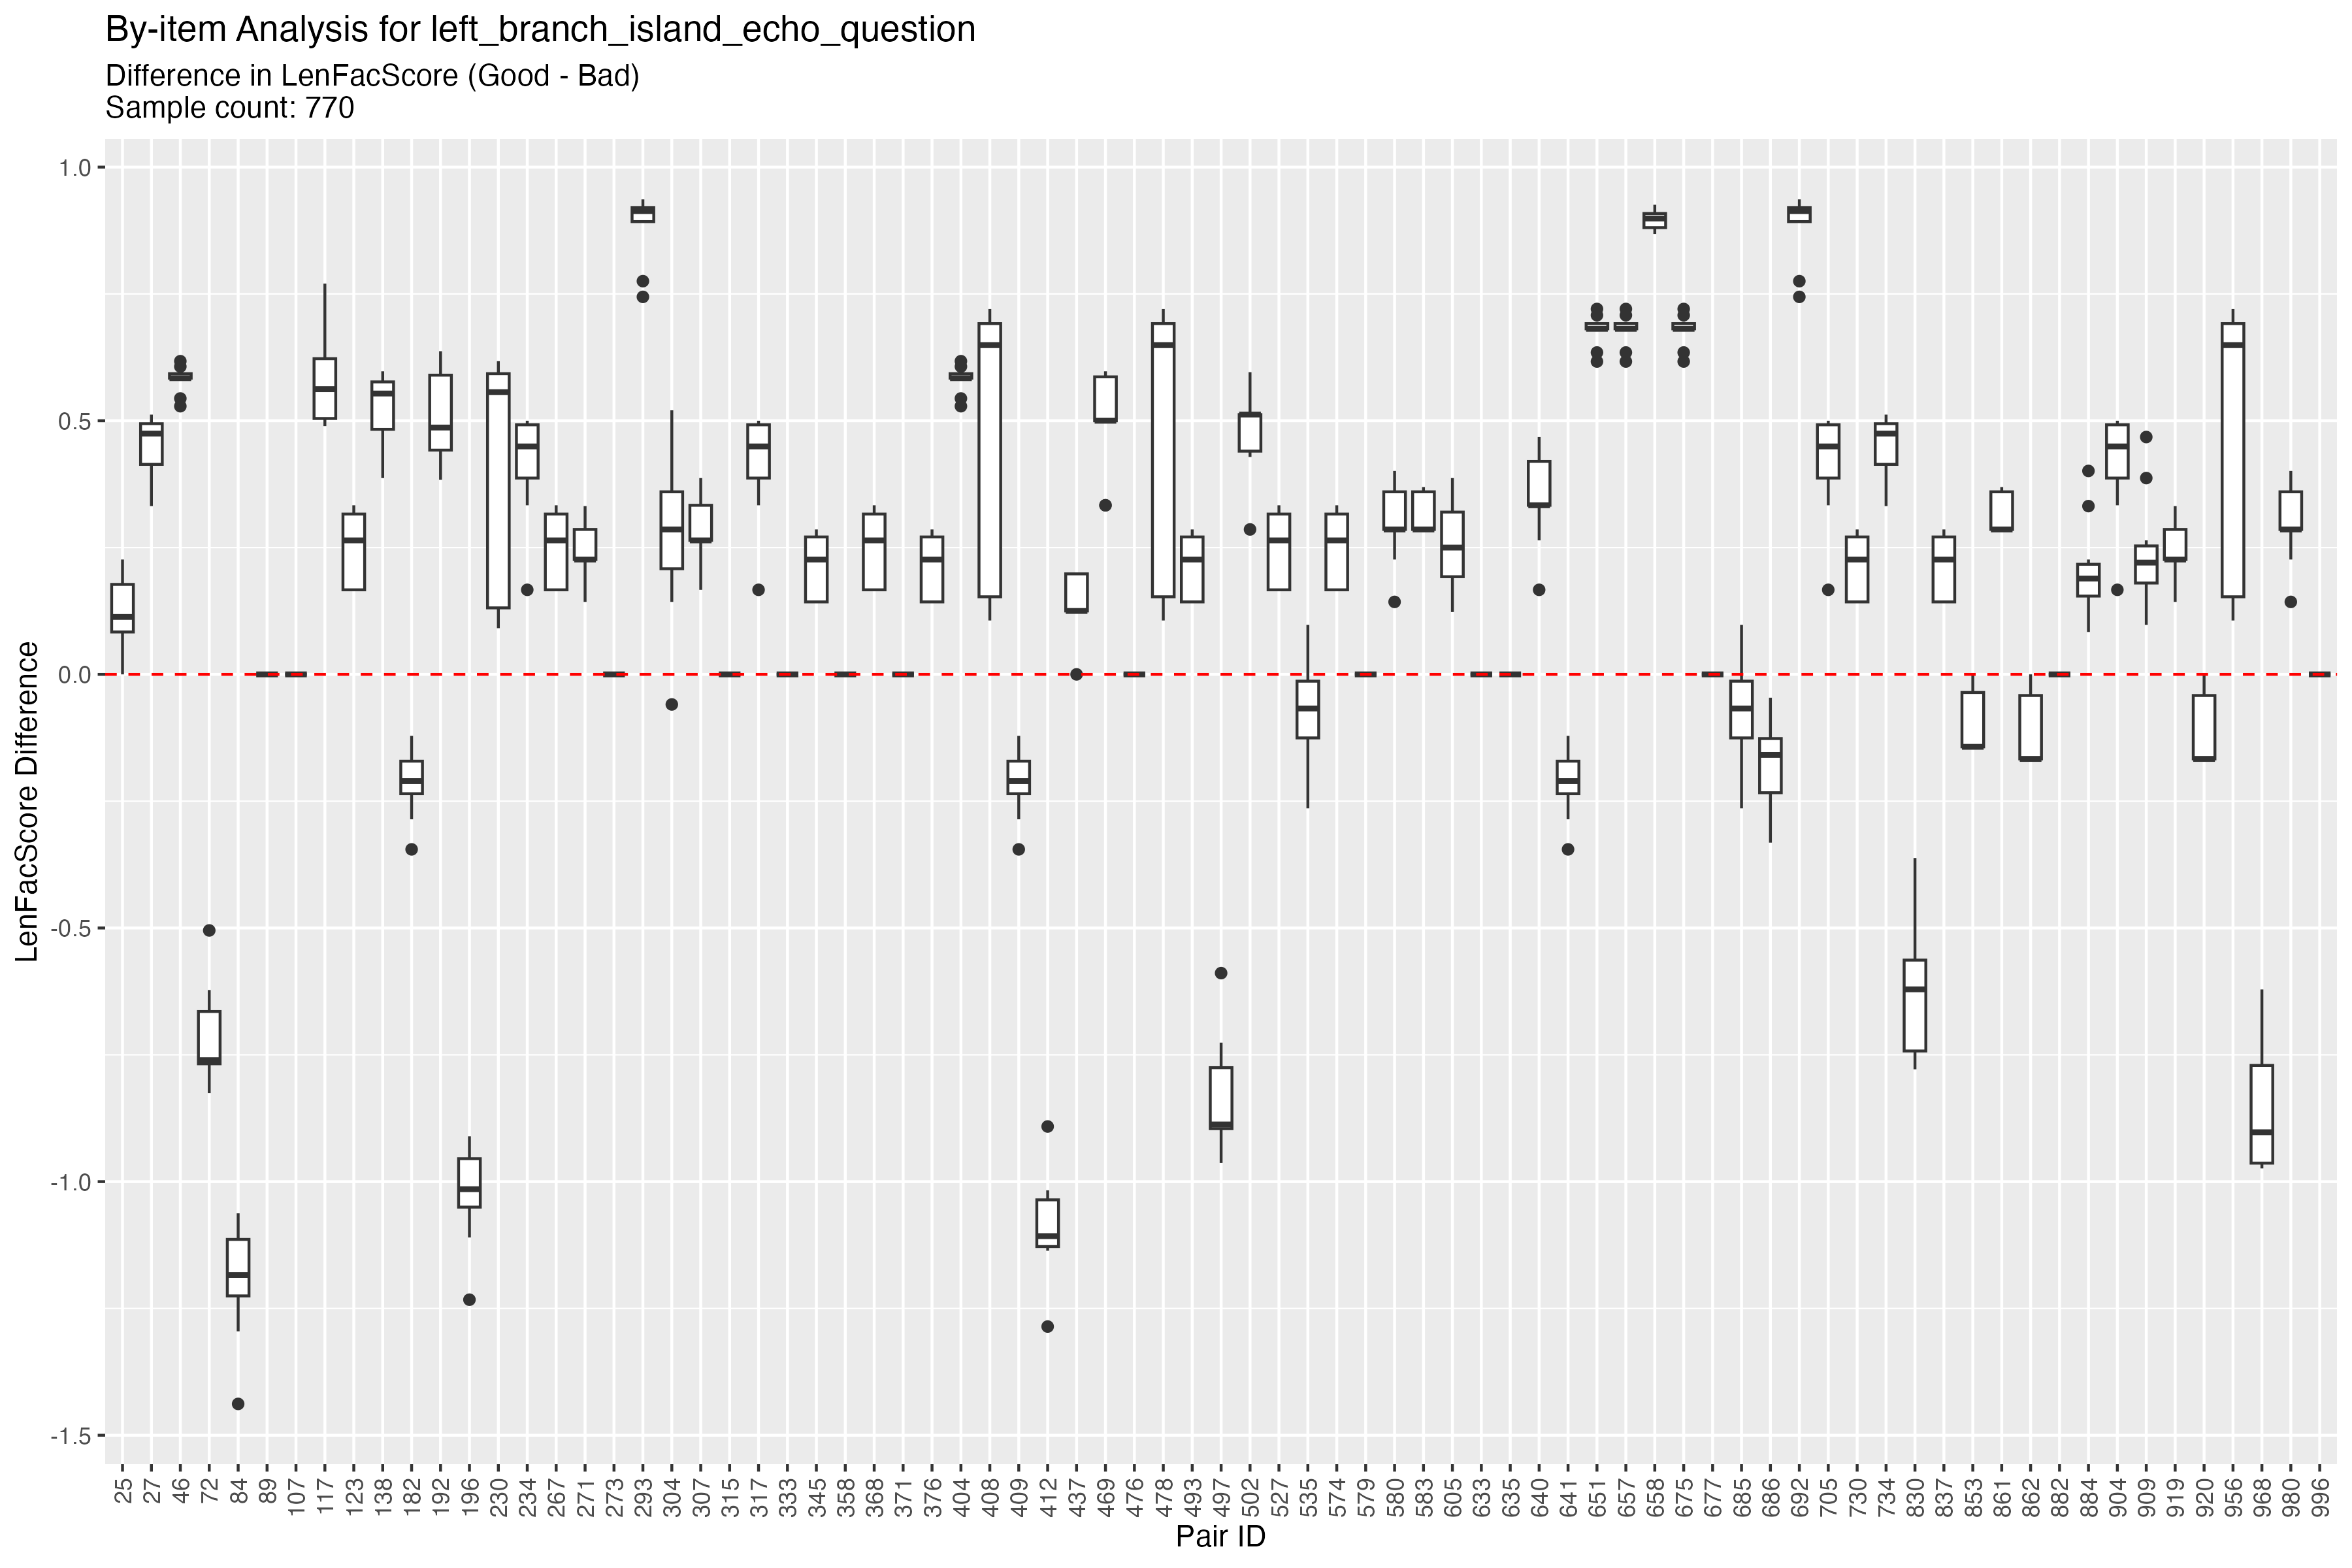 By-item Analysis for left_branch_island_echo_question
Difference in LenFacScore (Good - Bad)
Sample count: 770
LenFacScore Difference
1.0
0.5
0.0
-0.5
-1.0
-1.5
25 27 46 72 84 89 107 117 123 138 182 192 196 230 234 267 271 273 293 304 307 315 317 333 345 358 368 371 376 404 408 409 412 437 469 476 478 493 497 502 527 535 574 579 580 583 605 633 635 640 641 651 657 658 675 677 685 686 692 705 730 734 830 837 853 861 862 882 884 904 909 919 920 956 968 980 996
Pair ID